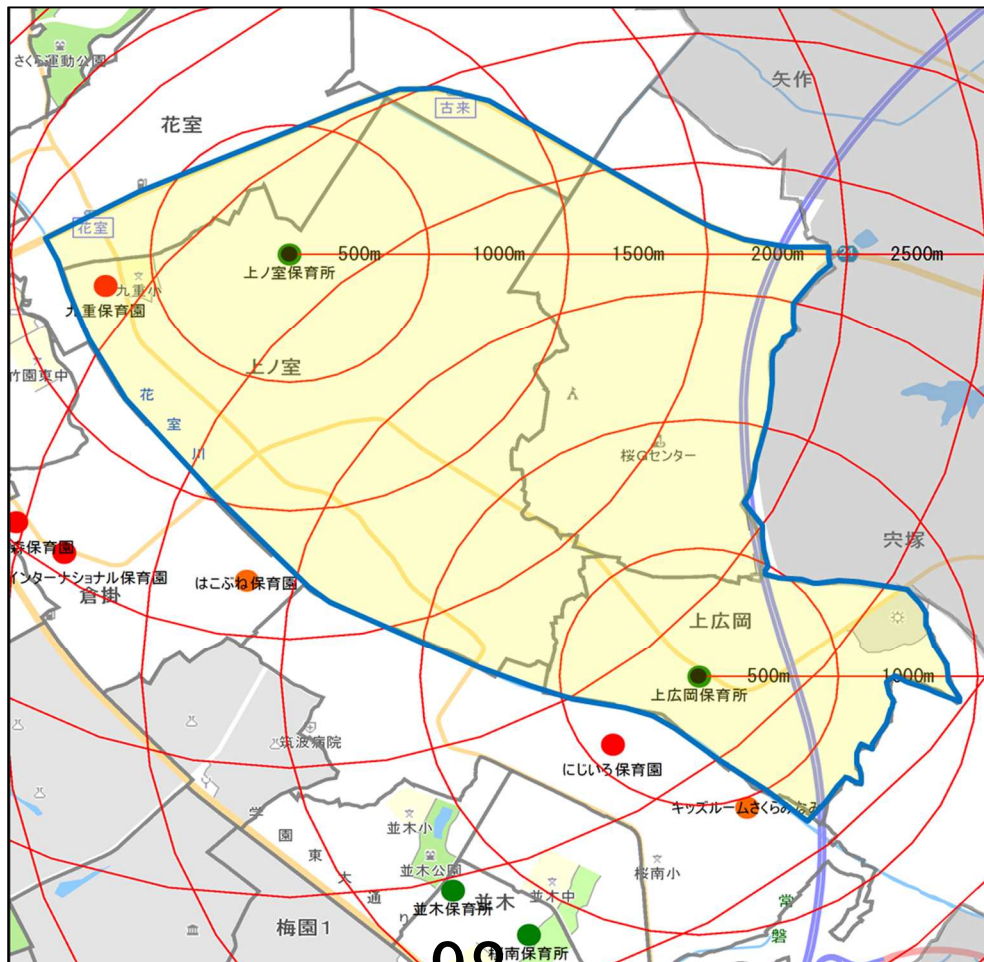 さくら運動公園
矢作
古来
花室
花室
500m
1000m
1500m
2000m
2500m
上ノ室保育所
九重小
九重保育園
上ノ室
竹園東中
花
室
川
桜Gセンター
宍塚
森保育園
インターナショナル保育園
はこぶね保育園
倉掛
上広岡
500m
1000m
上広岡保育所
筑波病院
にじいろ保育園
キッズルームさくらみなみ
学
園
東
大
通
り
並木小
並木公園
並木保育所
並木
並木中
桜南小
常
磐
梅園1
桜南保育所